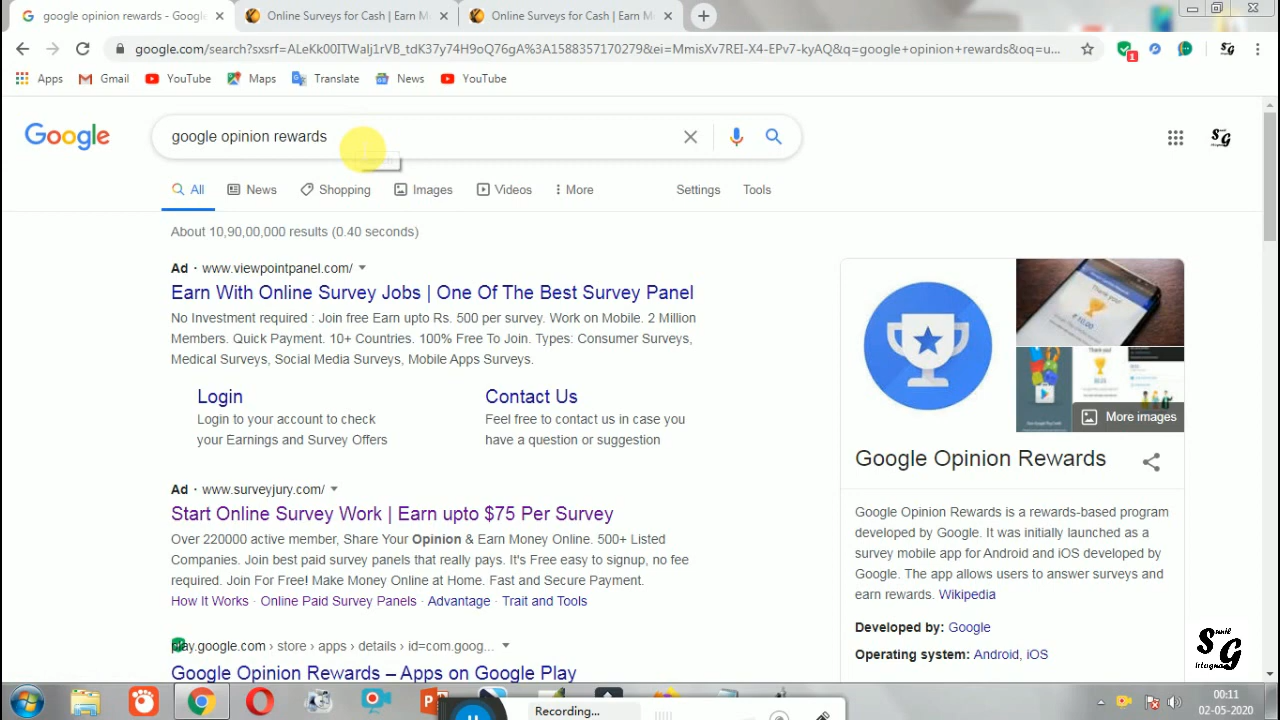 google opinion rewards - Googl
Online Surveys for Cash | Earn M
Online Surveys for Cash | Earn M
google.com/search?sxsrf=ALeKk00ITWaIj1rVB_tdK37y74H9oQ76gA%3A1588357170279&ei=MmisXv7REI-X4-EPv7-kyAQ&q=google+opinion+rewards&oq=u...
1
Apps
Gmail
YouTube
Maps
Translate
News
YouTube
Google
google opinion rewards
All
News
Shopping
Images
Videos
More
Settings
Tools
About 10,90,00,000 results (0.40 seconds)
Ad · www.viewpointpanel.com/
Earn With Online Survey Jobs | One Of The Best Survey Panel
No Investment required : Join free Earn upto Rs. 500 per survey. Work on Mobile. 2 Million
Members. Quick Payment. 10+ Countries. 100% Free To Join. Types: Consumer Surveys,
Medical Surveys, Social Media Surveys, Mobile Apps Surveys.
Login
Login to your account to check
your Earnings and Survey Offers
Contact Us
Feel free to contact us in case you
have a question or suggestion
Ad · www.surveyjury.com/
Start Online Survey Work | Earn upto $75 Per Survey
Over 220000 active member, Share Your Opinion & Earn Money Online. 500+ Listed
Companies. Join best paid survey panels that really pays. It's Free easy to signup, no fee
required. Join For Free! Make Money Online at Home. Fast and Secure Payment.
How It Works · Online Paid Survey Panels · Advantage · Trait and Tools
play.google.com › store › apps › details › id=com.goog...
Google Opinion Rewards – Apps on Google Play
Thank you!
More images
Google Opinion Rewards
Google Opinion Rewards is a rewards-based program
developed by Google. It was initially launched as a
survey mobile app for Android and iOS developed by
Google. The app allows users to answer surveys and
earn rewards. Wikipedia
Developed by: Google
Operating system: Android, iOS
SG
Recording...
00:11
02-05-2020